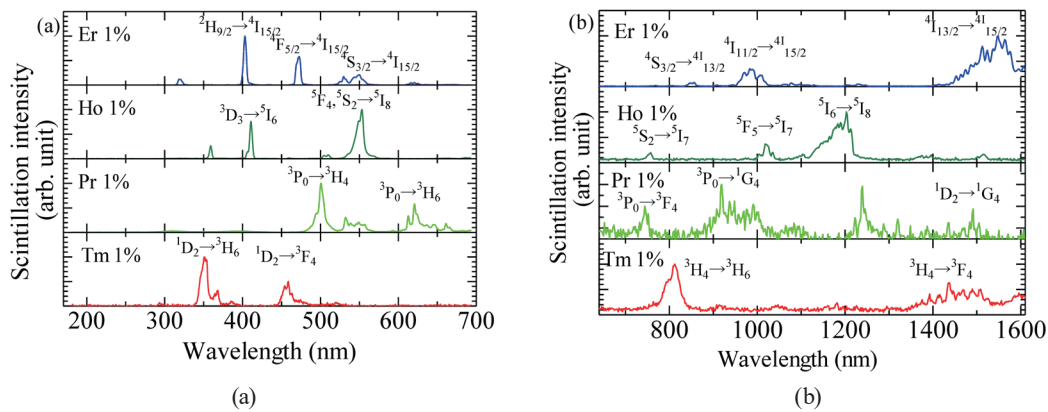 (a)
Er 1%
²H₉/₂→⁴I₁₅/₂
⁴F₅/₂→⁴I₁₅/₂
⁴S₃/₂→⁴I₁₅/₂
Ho 1%
³D₃→⁵I₆
⁵F₄,⁵S₂→⁵I₈
Pr 1%
³P₀→³H₄
³P₀→³H₆
Tm 1%
¹D₂→³H₆
¹D₂→³F₄
Scintillation intensity
(arb. unit)
200 300 400 500 600 700
Wavelength (nm)
(a)
(b)
Er 1%
⁴S₃/₂→⁴I₁₃/₂
⁴I₁₁/₂→⁴I₁₅/₂
⁴I₁₃/₂→⁴I₁₅/₂
Ho 1%
⁵S₂→⁵I₇
⁵F₅→⁵I₇
⁵I₆→⁵I₈
Pr 1%
³P₀→³F₄
³P₀→¹G₄
¹D₂→¹G₄
Tm 1%
³H₄→³H₆
³H₄→³F₄
Scintillation intensity
(arb. unit)
800 1000 1200 1400 1600
Wavelength (nm)
(b)